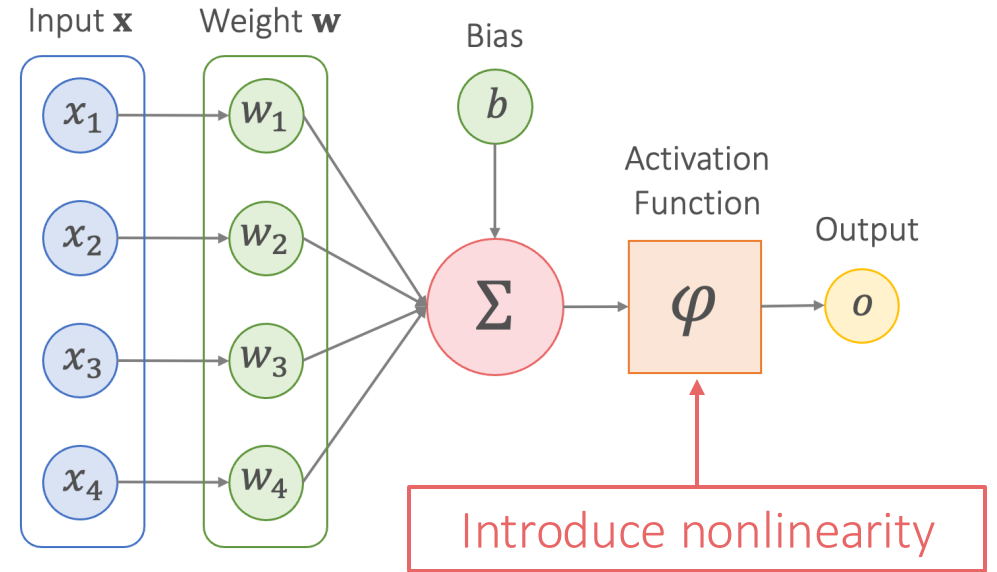 Input x
Weight w
Bias
x₁
w₁
b
Activation
Function
x₂
w₂
Output
Σ
φ
o
x₃
w₃
x₄
w₄
Introduce nonlinearity